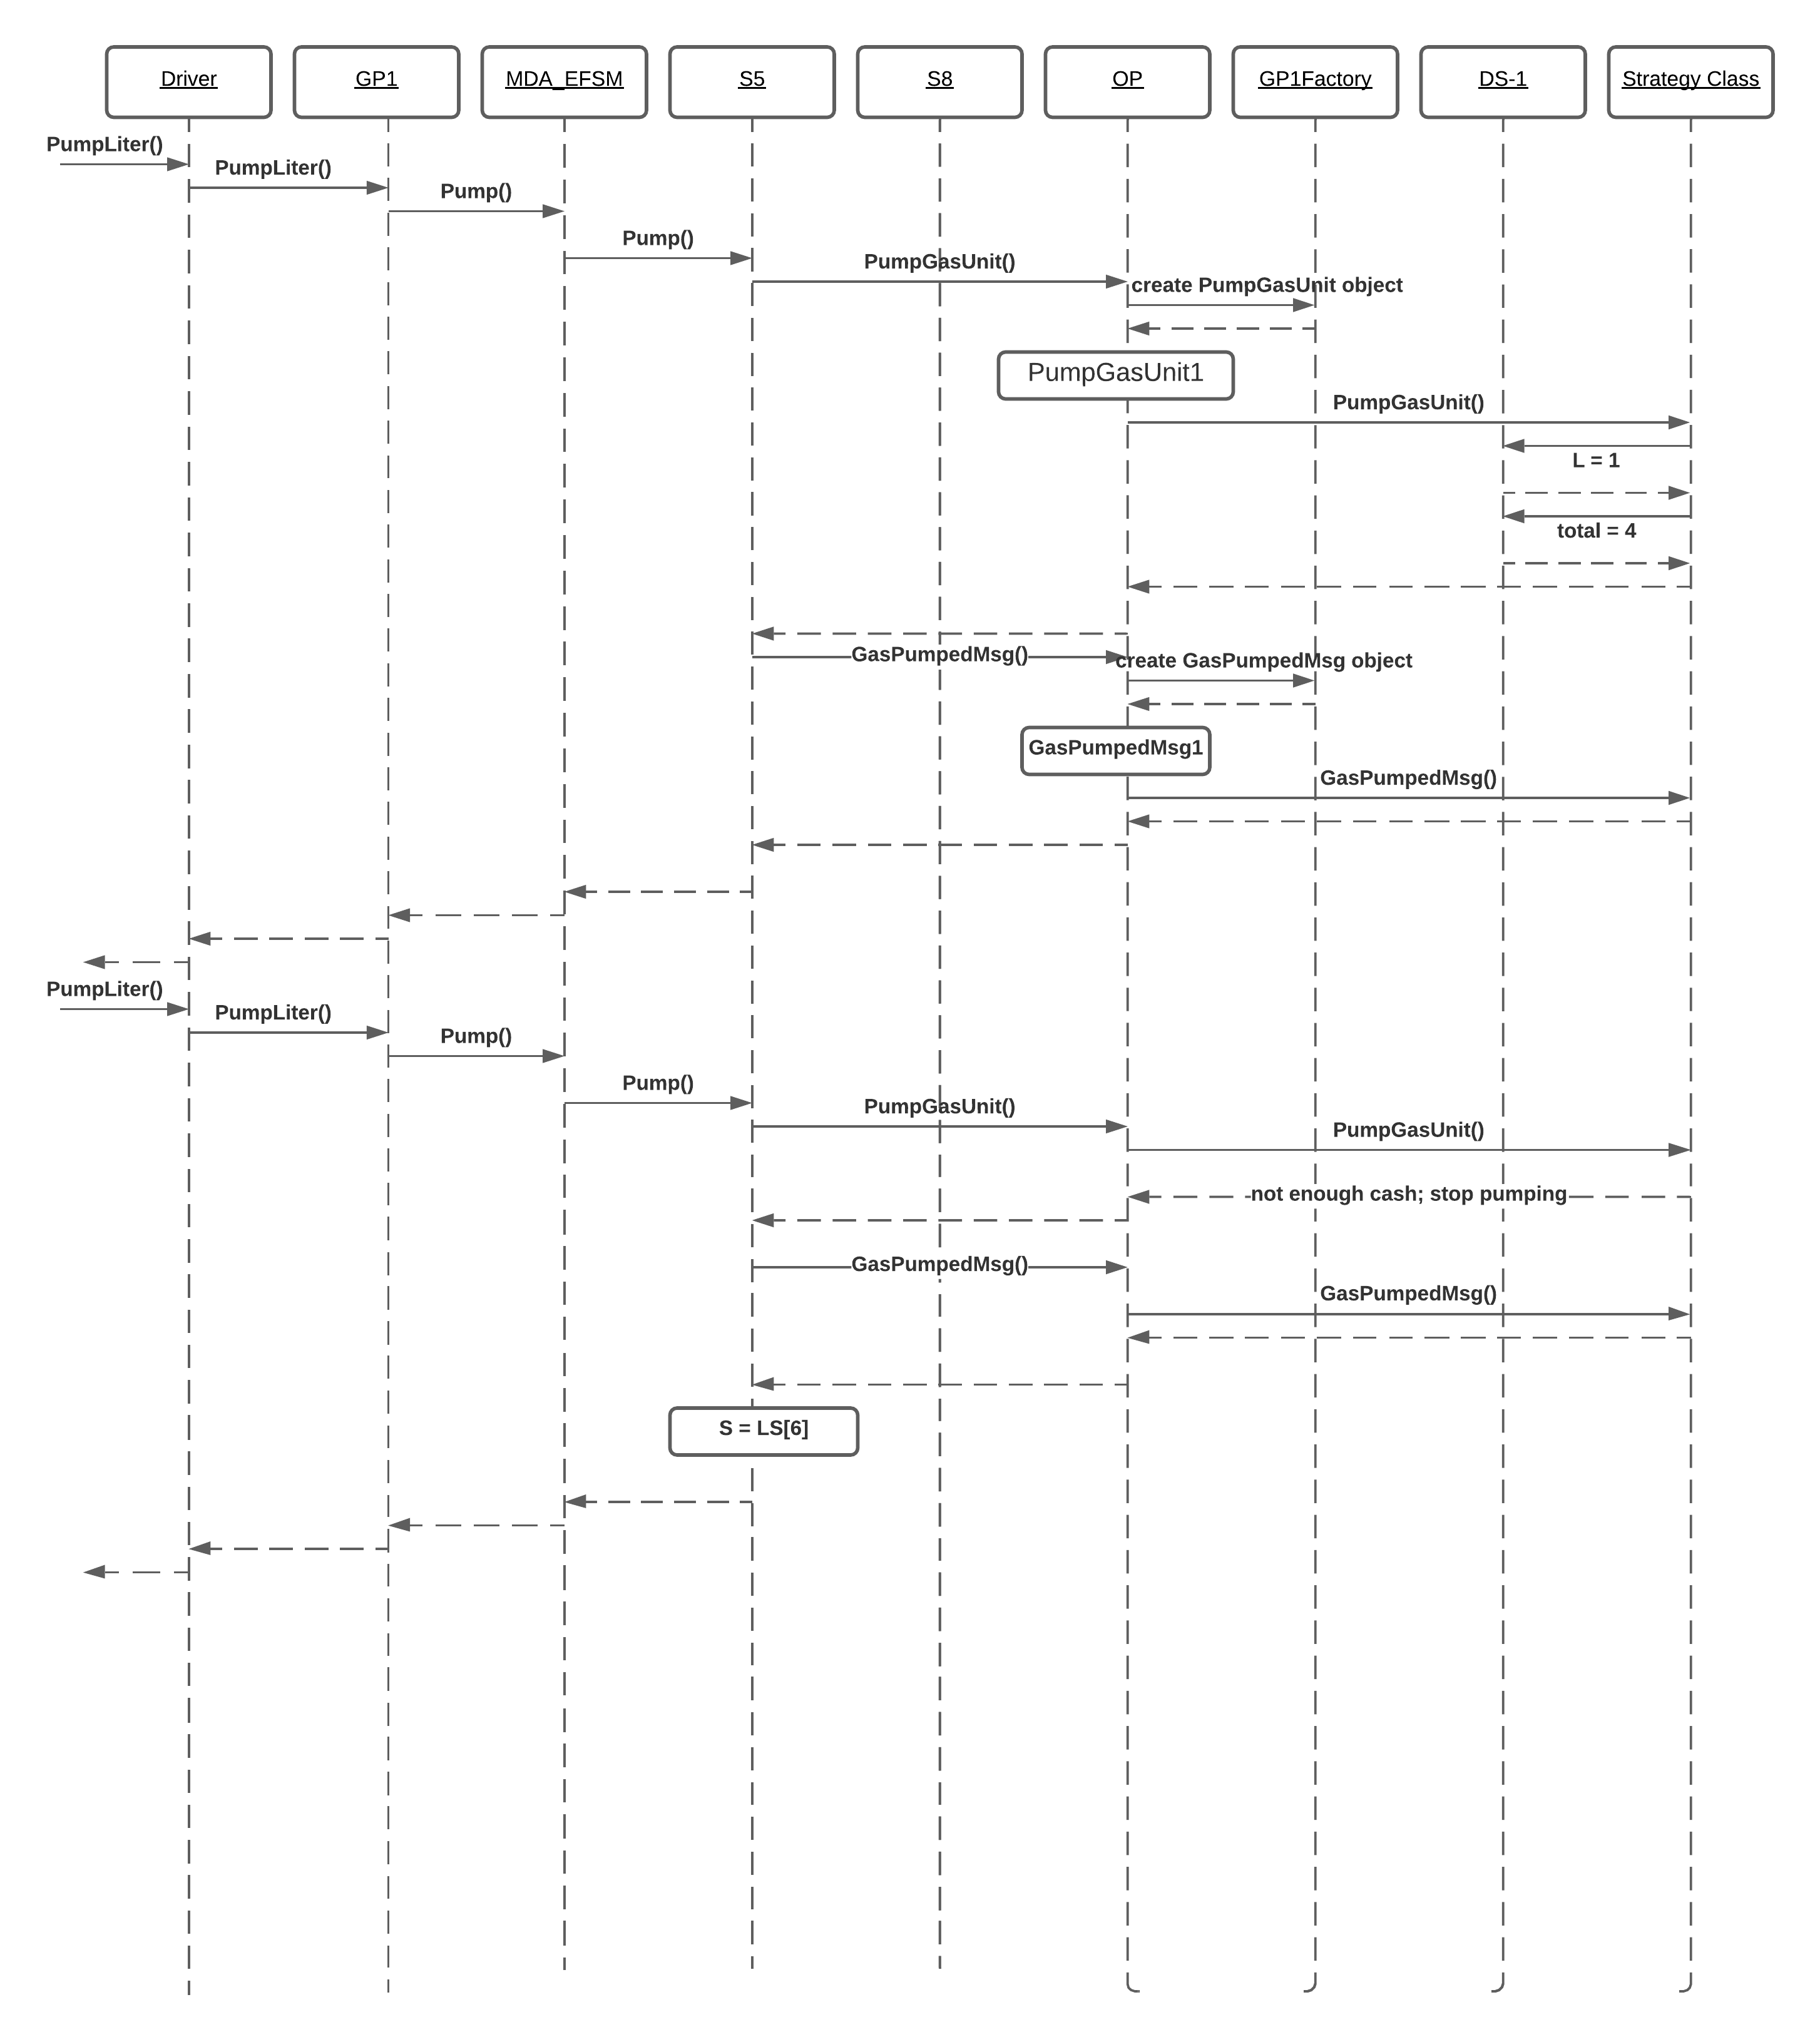 Driver
GP1
MDA_EFSM
S5
S8
OP
GP1Factory
DS-1
Strategy Class
PumpLiter()
PumpLiter()
Pump()
Pump()
PumpGasUnit()
create PumpGasUnit object
PumpGasUnit1
PumpGasUnit()
L = 1
total = 4
GasPumpedMsg()
create GasPumpedMsg object
GasPumpedMsg1
GasPumpedMsg()
PumpLiter()
PumpLiter()
Pump()
Pump()
PumpGasUnit()
PumpGasUnit()
not enough cash; stop pumping
GasPumpedMsg()
GasPumpedMsg()
S = LS[6]